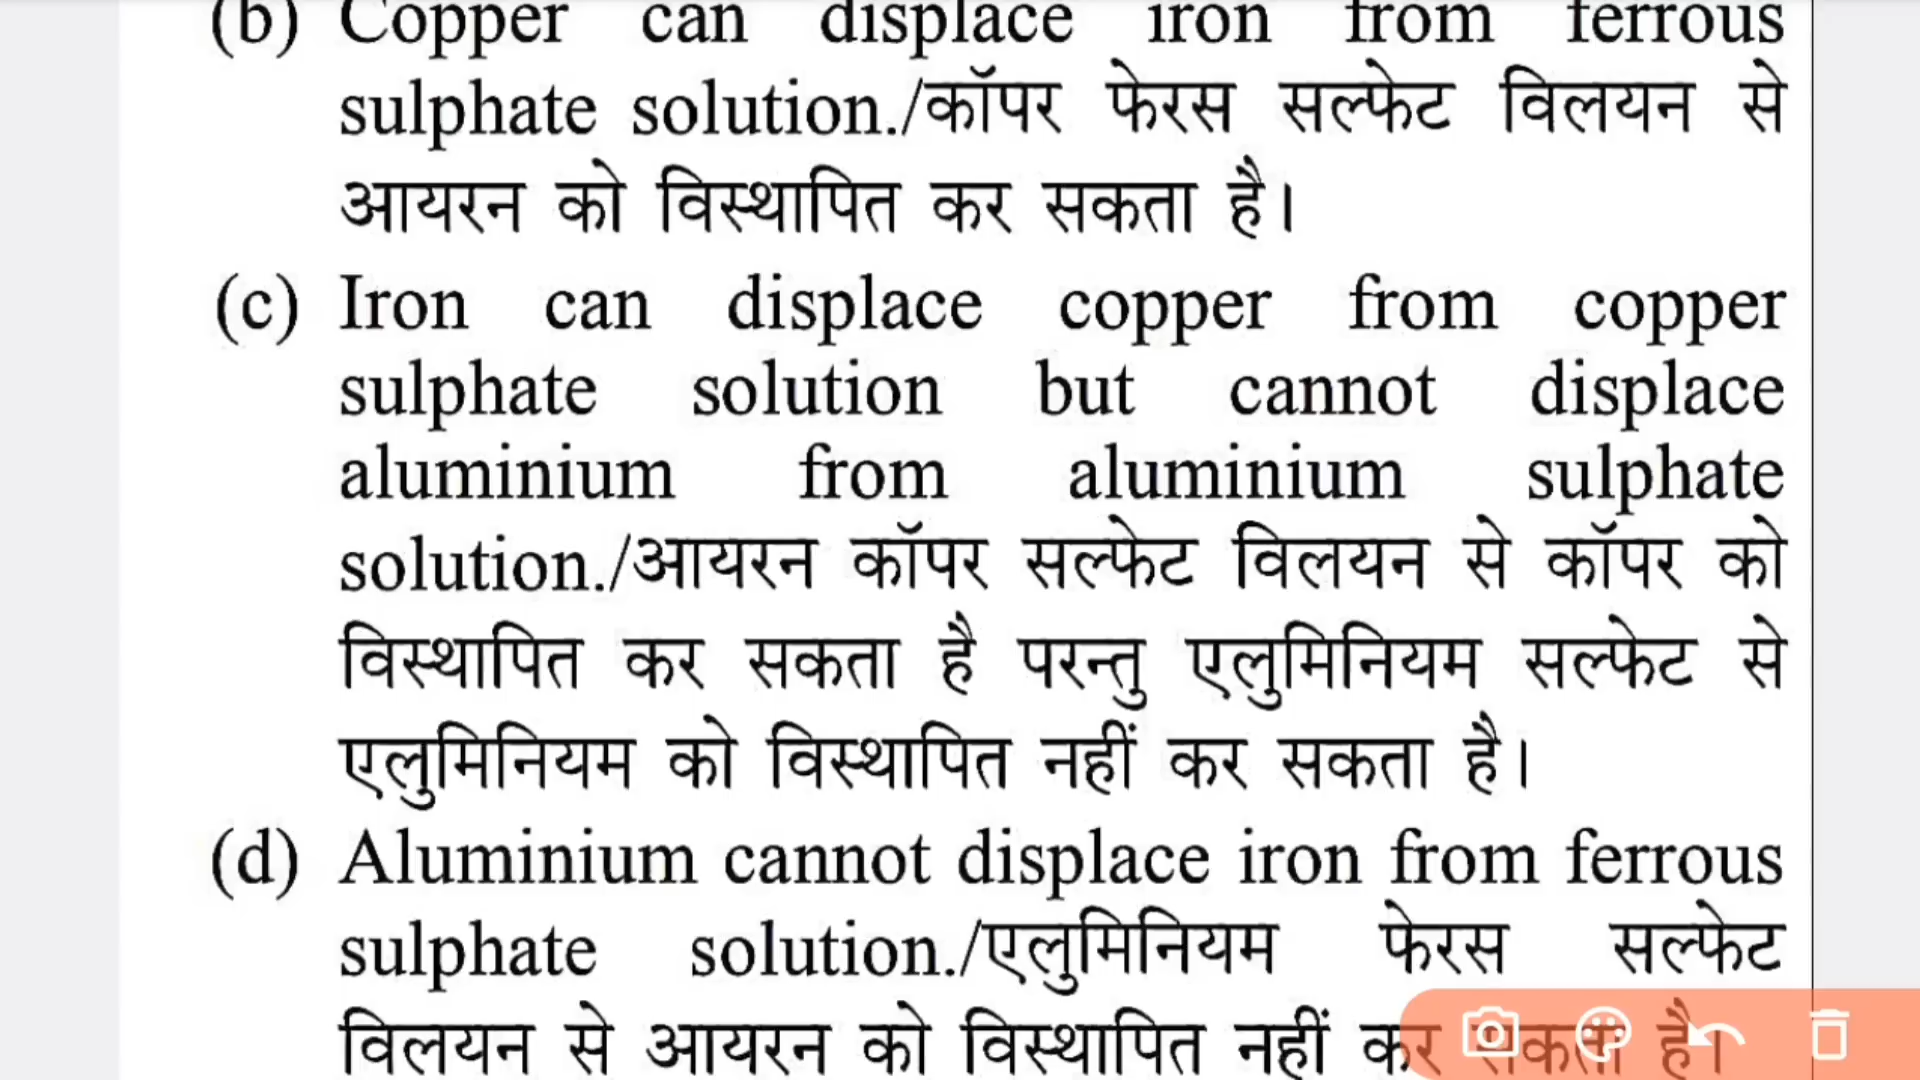 (b) Copper can displace iron from ferrous
sulphate solution./कॉपर फेरस सल्फेट विलयन से
आयरन को विस्थापित कर सकता है।
(c) Iron can displace copper from copper
sulphate solution but cannot displace
aluminium from aluminium sulphate
solution./आयरन कॉपर सल्फेट विलयन से कॉपर को
विस्थापित कर सकता है परन्तु एलुमिनियम सल्फेट से
एलुमिनियम को विस्थापित नहीं कर सकता है।
(d) Aluminium cannot displace iron from ferrous
sulphate solution./एलुमिनियम फेरस सल्फेट
विलयन से आयरन को विस्थापित नहीं कर सकता है।